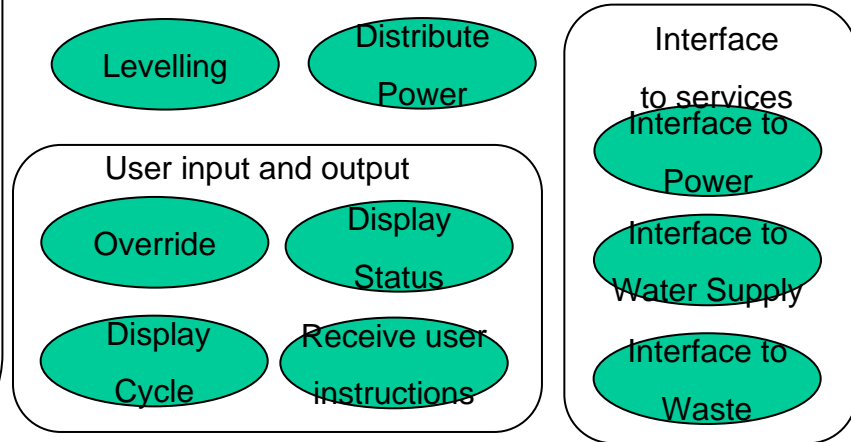 Levelling
Distribute
Power
User input and output
Override
Display
Status
Display
Cycle
Receive user
instructions
Interface
to services
Interface to
Power
Interface to
Water Supply
Interface to
Waste